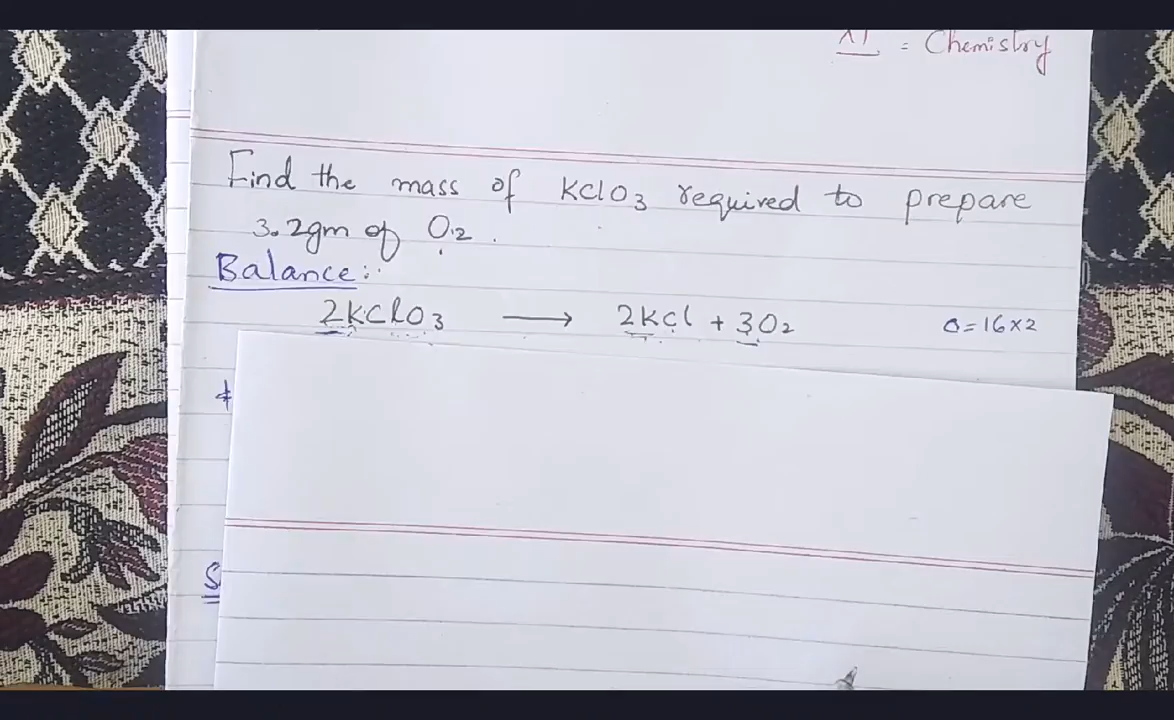 XI = Chemistry
Find the mass of KClO3 required to prepare
3.2gm of O2.
Balance:
2KClO3 → 2KCl + 3O2 O=16×2
S